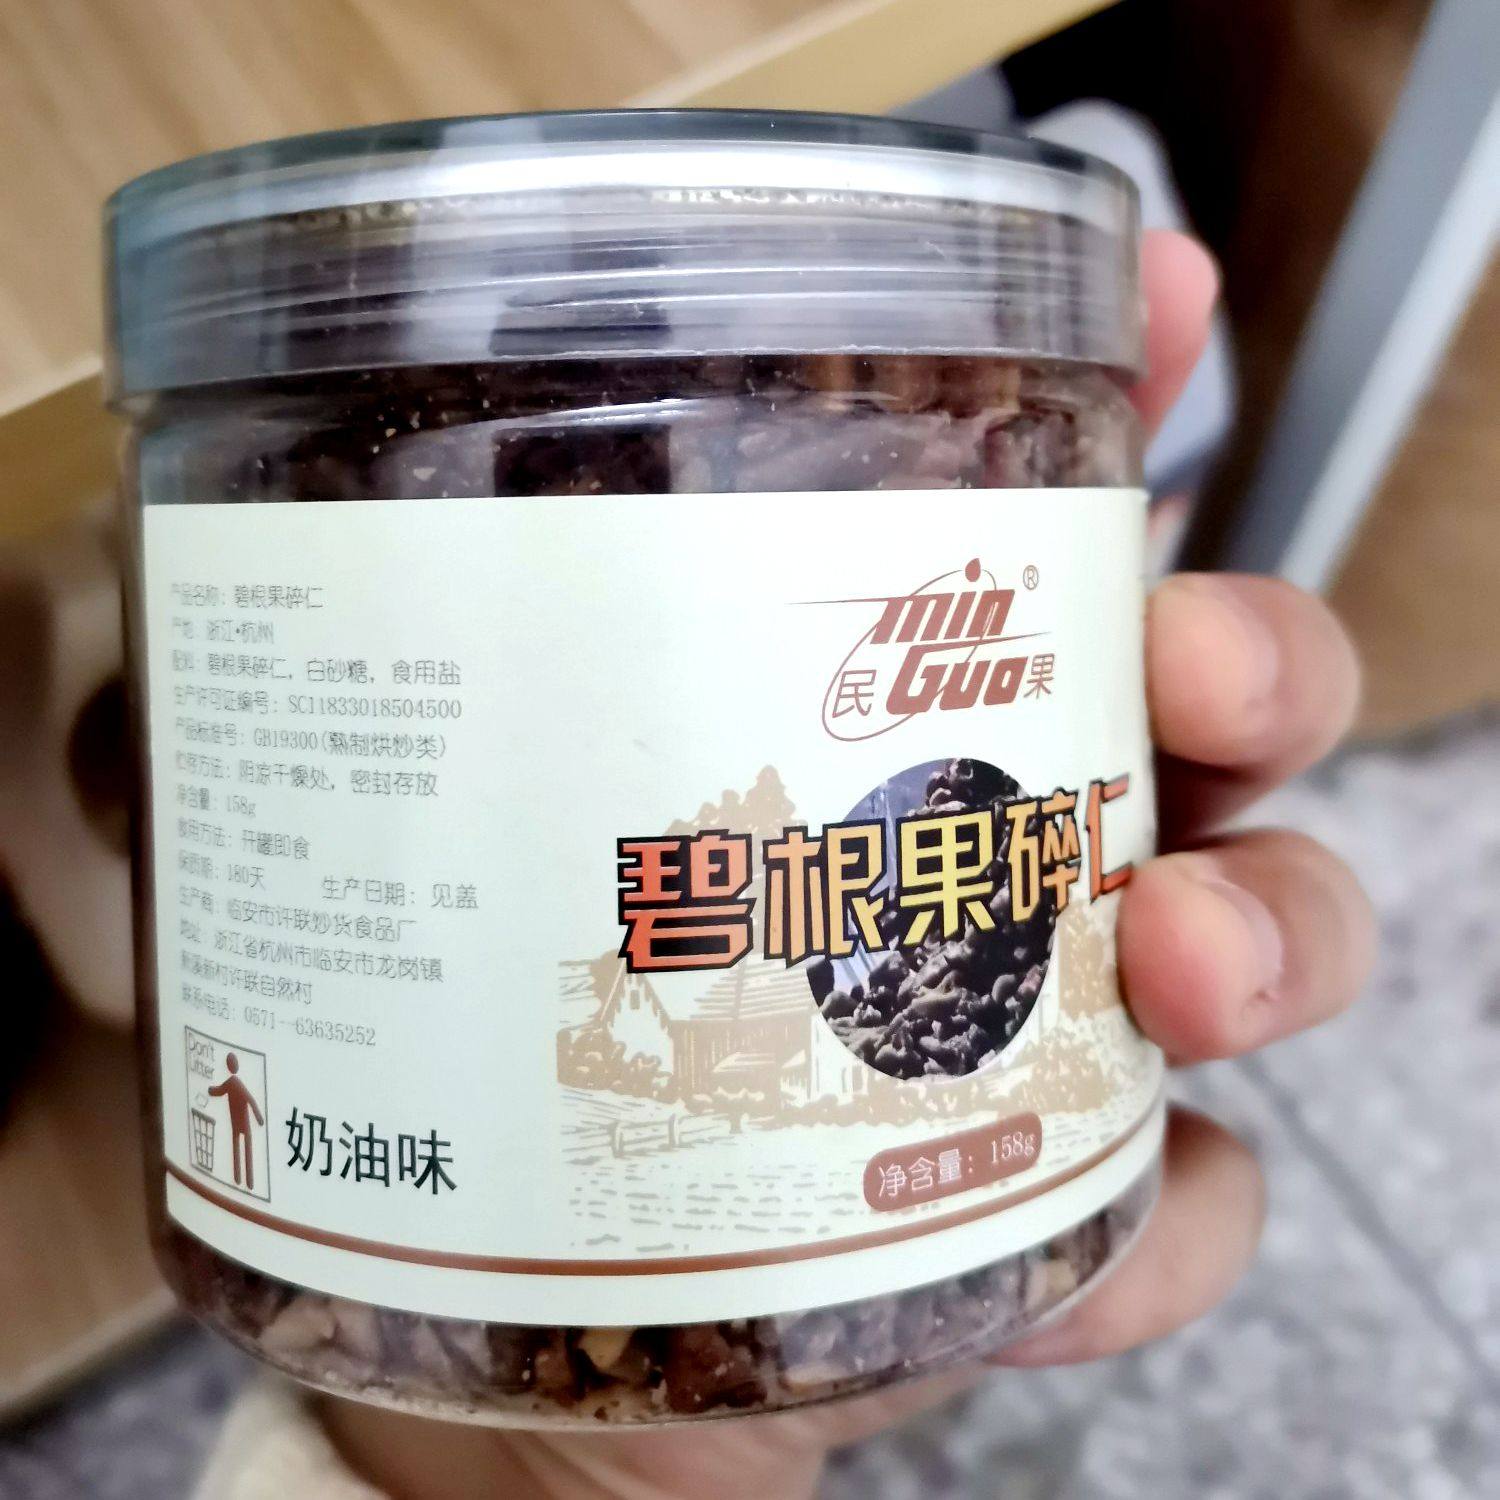 产品名称：碧根果碎仁
产地：浙江•杭州
配料：碧根果碎仁，白砂糖，食用盐
生产许可证编号：SC11833018504500
产品标准号：GB19300(熟制烘炒类)
贮存方法：阴凉干燥处，密封存放
净含量：158g
食用方法：开罐即食
保质期：180天 生产日期：见盖
生产商：临安市许联炒货食品厂
地址：浙江省杭州市临安市龙岗镇
新溪新村许联自然村
联系电话：0571--63635252
Don't
Litter
奶油味
min ®
民 Guo 果
碧根果碎仁
净含量：158g